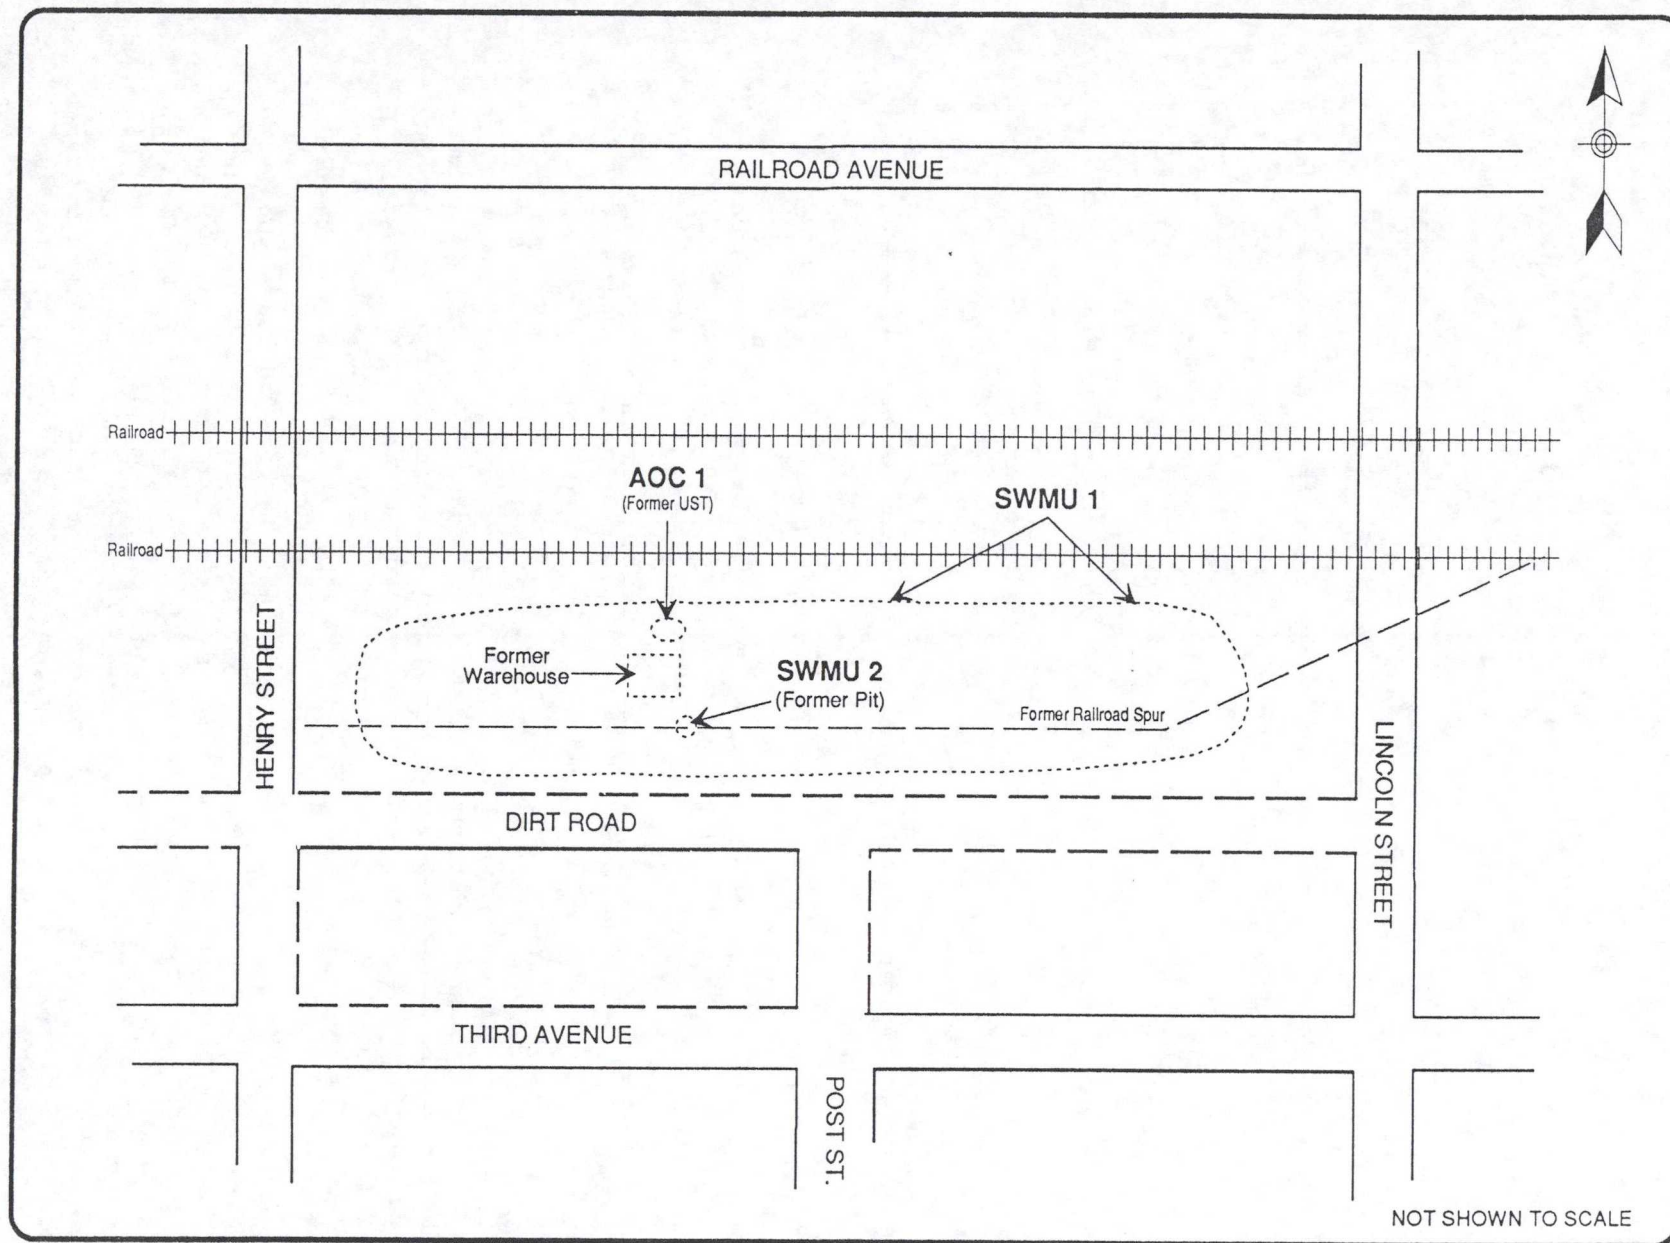 RAILROAD AVENUE
Railroad
AOC 1
(Former UST)
SWMU 1
Railroad
HENRY STREET
Former
Warehouse
SWMU 2
(Former Pit)
Former Railroad Spur
LINCOLN STREET
DIRT ROAD
THIRD AVENUE
POST ST.
NOT SHOWN TO SCALE